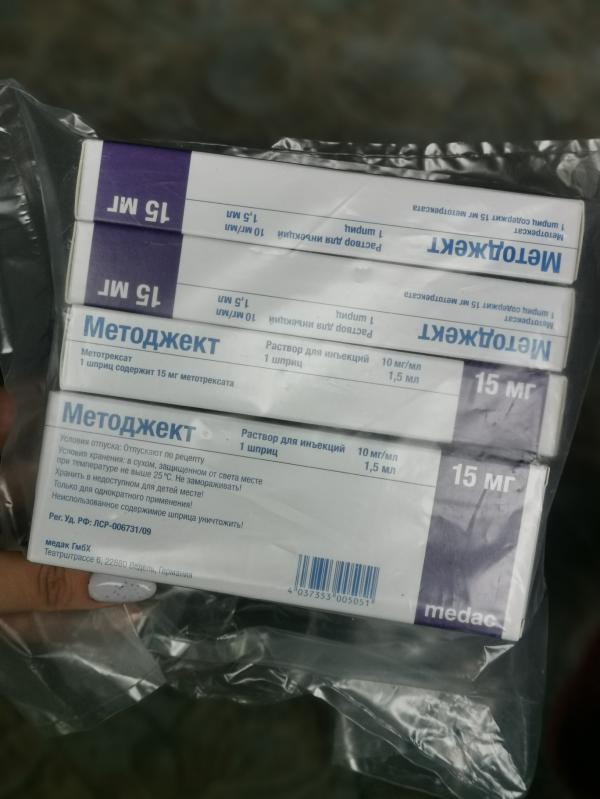 15 мг
10 мг/мл
1,5 мл
Раствор для инъекций
1 шприц
Метотрексат
1 шприц содержит 15 мг метотрексата
Методжект
15 мг
10 мг/мл
1,5 мл
Раствор для инъекций
1 шприц
Метотрексат
1 шприц содержит 15 мг метотрексата
Методжект
Методжект
Раствор для инъекций 10 мг/мл
1 шприц 1,5 мл
15 мг
Метотрексат
1 шприц содержит 15 мг метотрексата
Методжект
Раствор для инъекций 10 мг/мл
1 шприц 1,5 мл
15 мг
Условия отпуска: Отпускают по рецепту
Условия хранения: в сухом, защищенном от света месте
при температуре не выше 25 °С. Не замораживать!
Хранить в недоступном для детей месте!
Только для однократного применения!
Неиспользованное содержимое шприца уничтожить!
Рег. Уд. РФ: ЛСР-006731/09
медак ГмбХ
Театрштрассе 6, 22880 Ведель, Германия
4 037353 005051
medac